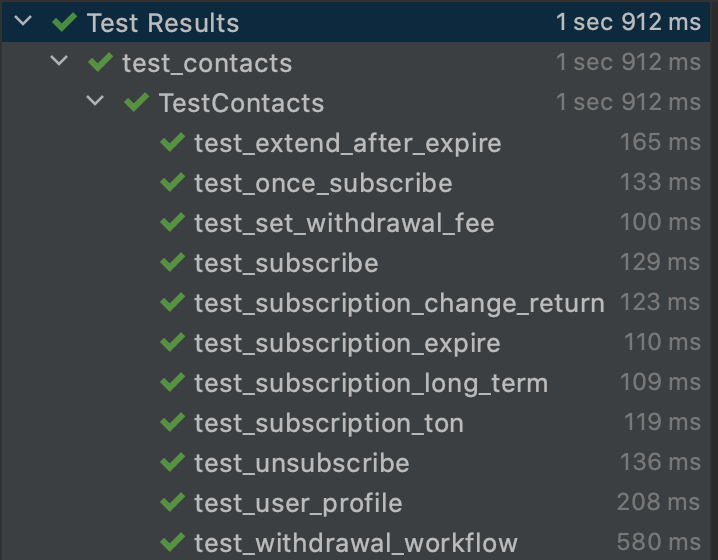 Test Results 1 sec 912 ms
test_contacts 1 sec 912 ms
TestContacts 1 sec 912 ms
test_extend_after_expire 165 ms
test_once_subscribe 133 ms
test_set_withdrawal_fee 100 ms
test_subscribe 129 ms
test_subscription_change_return 123 ms
test_subscription_expire 110 ms
test_subscription_long_term 109 ms
test_subscription_ton 119 ms
test_unsubscribe 136 ms
test_user_profile 208 ms
test_withdrawal_workflow 580 ms